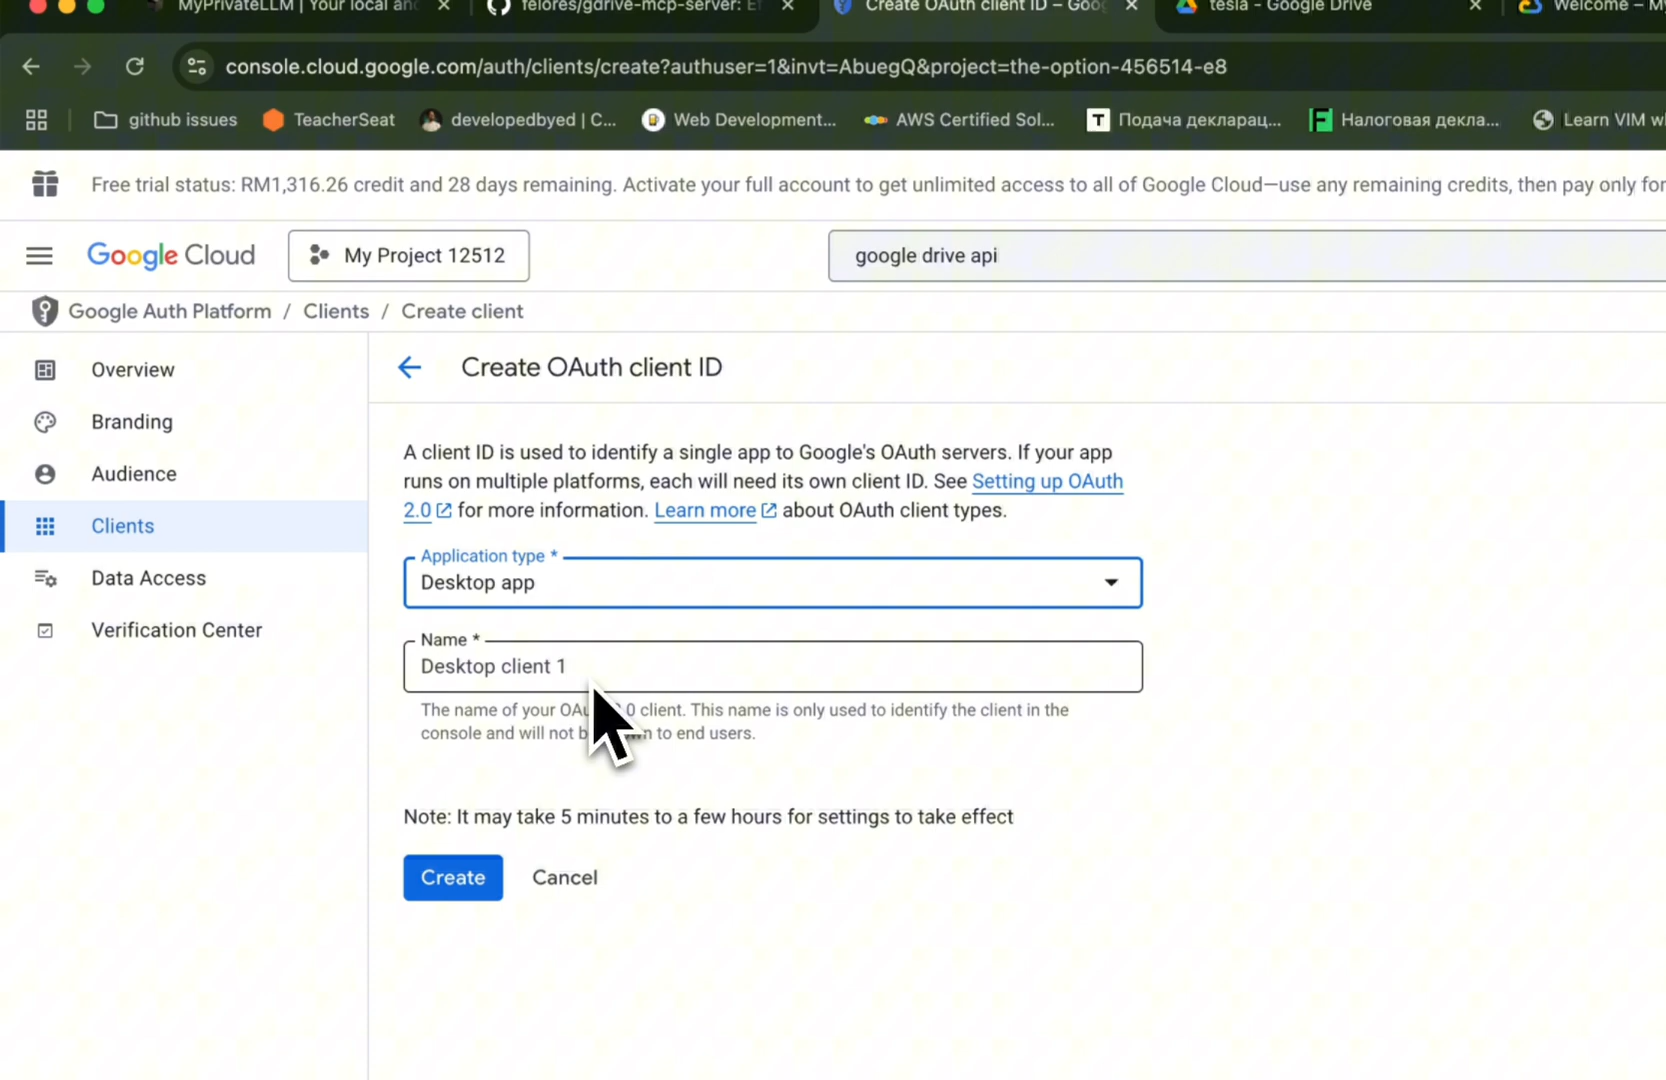 MyPrivateLLM | Your local an
felores/gdrive-mcp-server: Ef
Create OAuth client ID – Goog
tesla - Google Drive
Welcome – My
console.cloud.google.com/auth/clients/create?authuser=1&invt=AbuegQ&project=the-option-456514-e8
github issues
TeacherSeat
developedbyed | C...
Web Development...
AWS Certified Sol...
T Подача декларац...
F Налоговая декла...
Learn VIM wh
Free trial status: RM1,316.26 credit and 28 days remaining. Activate your full account to get unlimited access to all of Google Cloud—use any remaining credits, then pay only for
Google Cloud
My Project 12512
google drive api
Google Auth Platform / Clients / Create client
Overview
Branding
Audience
Clients
Data Access
Verification Center
Create OAuth client ID
A client ID is used to identify a single app to Google's OAuth servers. If your app
runs on multiple platforms, each will need its own client ID. See Setting up OAuth
2.0 for more information. Learn more about OAuth client types.
Application type *
Desktop app
Name *
Desktop client 1
The name of your OAu .0 client. This name is only used to identify the client in the
console and will not b n to end users.
Note: It may take 5 minutes to a few hours for settings to take effect
Create
Cancel